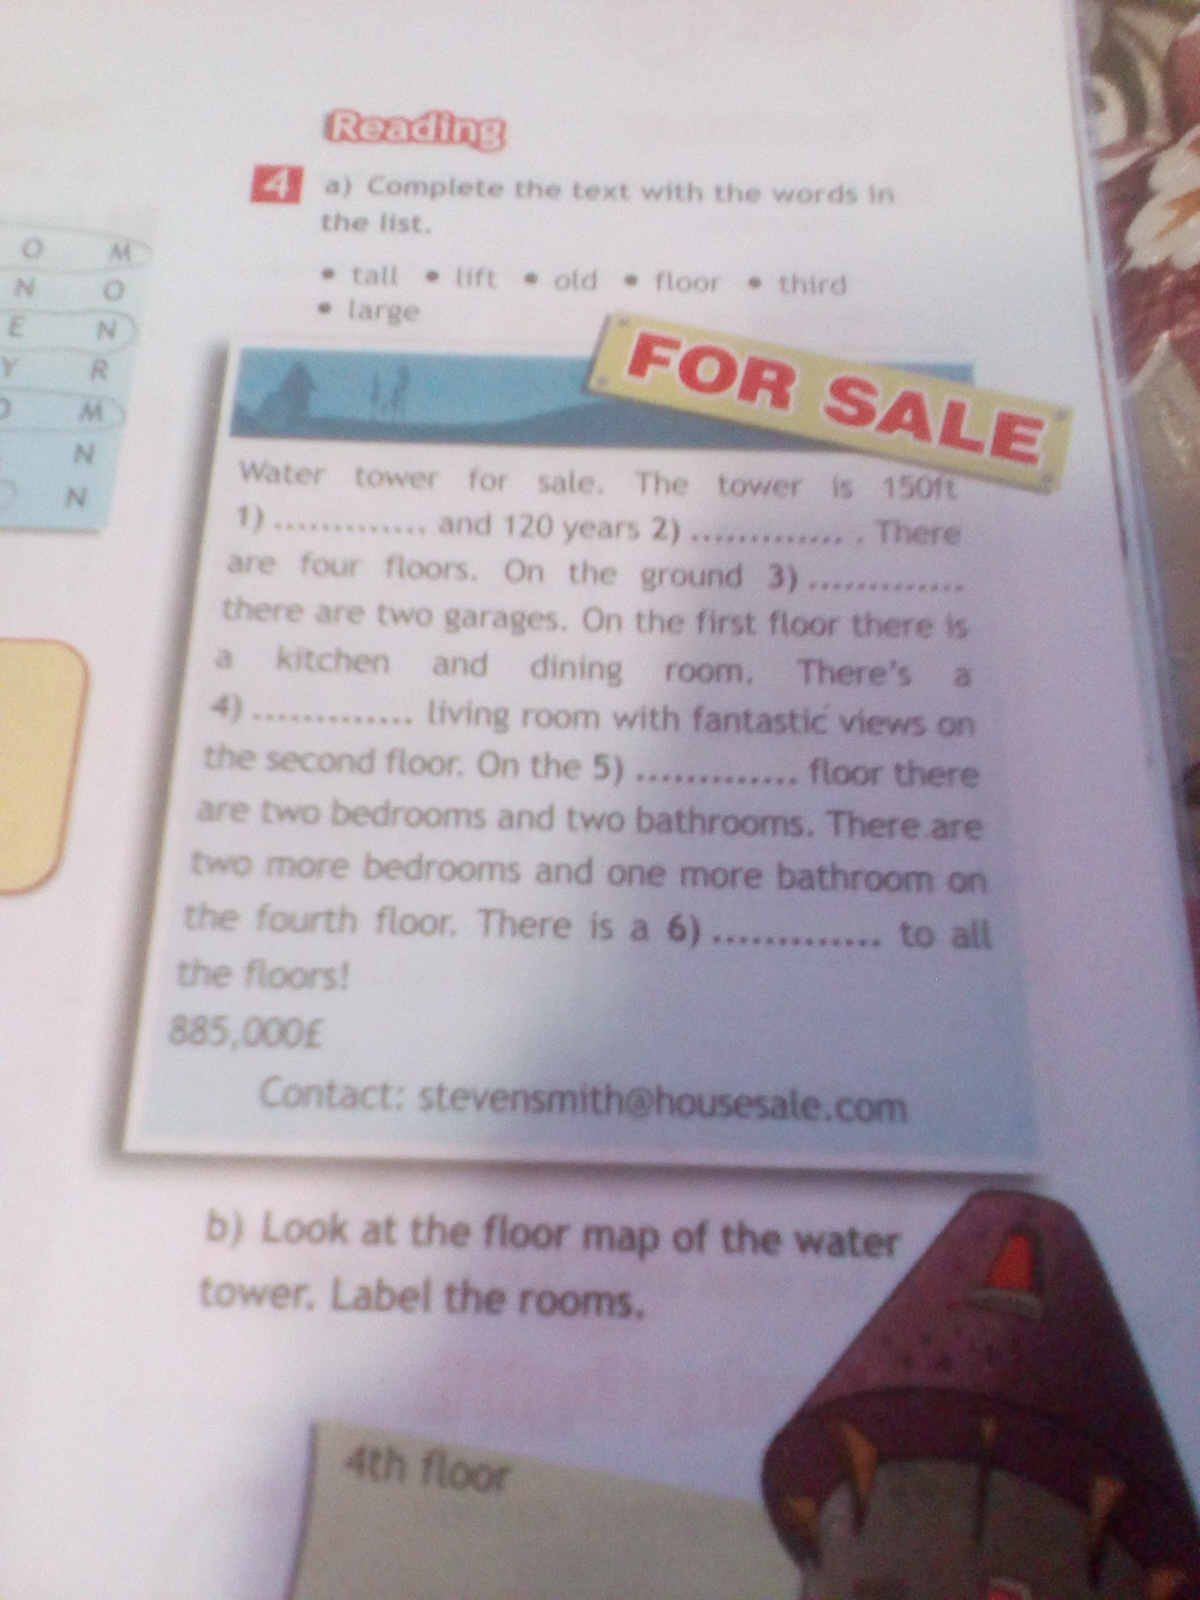 O M
N O
E N
Y R
O M
N
N
Reading
4 a) Complete the text with the words in
the list.
• tall • lift • old • floor • third
• large
FOR SALE
Water tower for sale. The tower is 150ft
1) ............. and 120 years 2) ............. . There
are four floors. On the ground 3) .............
there are two garages. On the first floor there is
a kitchen and dining room. There's a
4) ............. living room with fantastic views on
the second floor. On the 5) ............. floor there
are two bedrooms and two bathrooms. There are
two more bedrooms and one more bathroom on
the fourth floor. There is a 6) ............. to all
the floors!
885,000£
Contact: stevensmith@housesale.com
b) Look at the floor map of the water
tower. Label the rooms.
4th floor